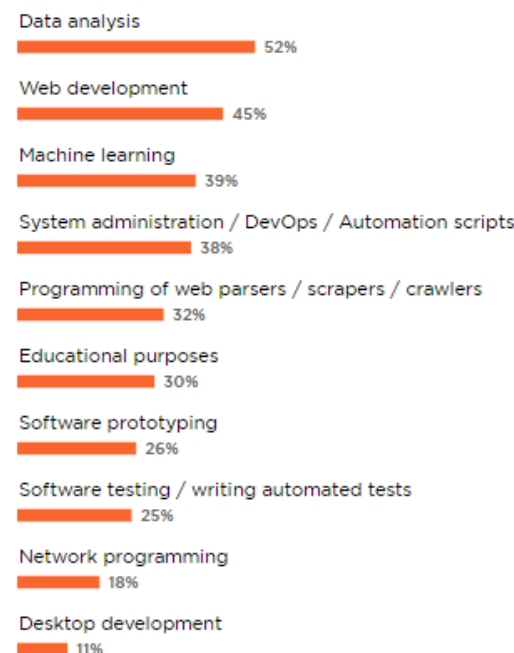 Data analysis
52%
Web development
45%
Machine learning
39%
System administration / DevOps / Automation scripts
38%
Programming of web parsers / scrapers / crawlers
32%
Educational purposes
30%
Software prototyping
26%
Software testing / writing automated tests
25%
Network programming
18%
Desktop development
11%